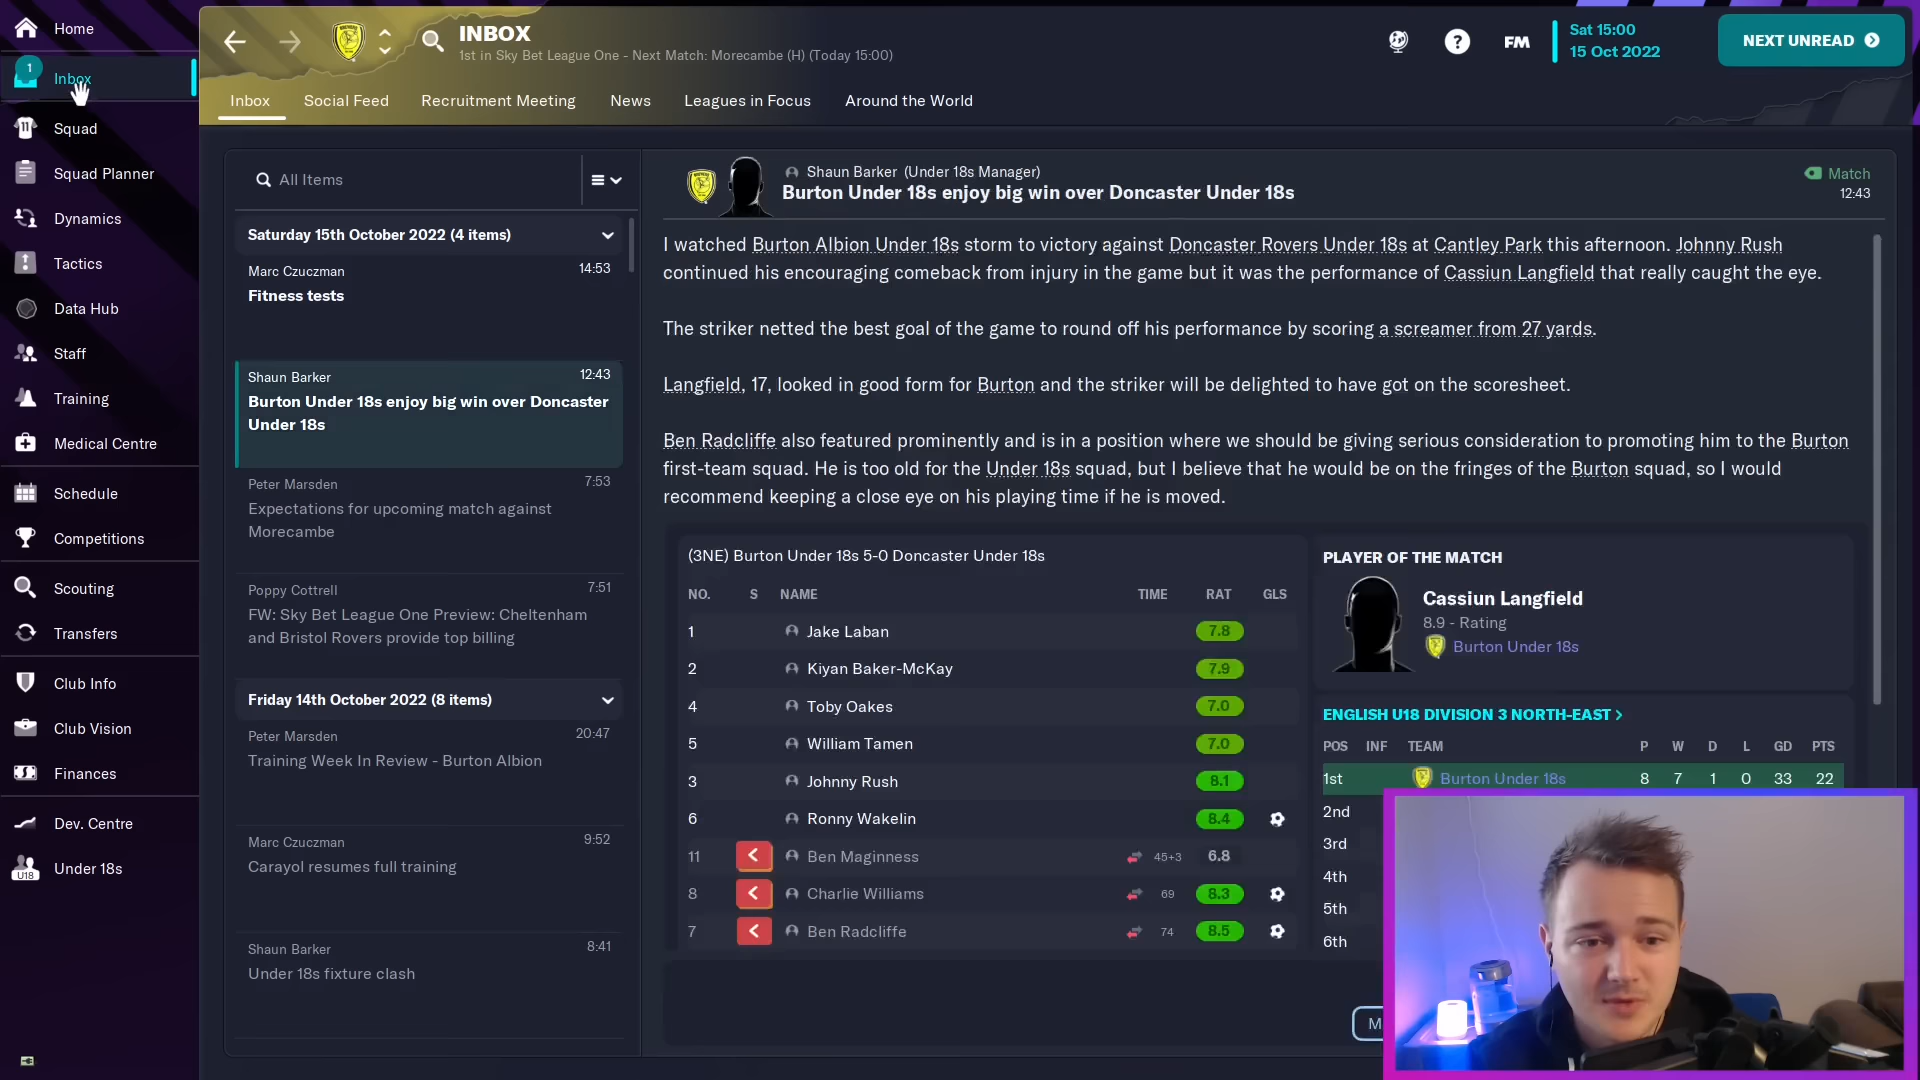 Home
1
Inbox
Squad
Squad Planner
Dynamics
Tactics
Data Hub
Staff
Training
Medical Centre
Schedule
Competitions
Scouting
Transfers
Club Info
Club Vision
Finances
Dev. Centre
U18
Under 18s
INBOX
1st in Sky Bet League One - Next Match: Morecambe (H) (Today 15:00)
?
FM
Sat 15:00
15 Oct 2022
NEXT UNREAD
Inbox Social Feed Recruitment Meeting News Leagues in Focus Around the World
All Items
Saturday 15th October 2022 (4 items)
Marc Czuczman 14:53
Fitness tests
Shaun Barker 12:43
Burton Under 18s enjoy big win over Doncaster
Under 18s
Peter Marsden 7:53
Expectations for upcoming match against
Morecambe
Poppy Cottrell 7:51
FW: Sky Bet League One Preview: Cheltenham
and Bristol Rovers provide top billing
Friday 14th October 2022 (8 items)
Peter Marsden 20:47
Training Week In Review - Burton Albion
Marc Czuczman 9:52
Carayol resumes full training
Shaun Barker 8:41
Under 18s fixture clash
Shaun Barker (Under 18s Manager)
Burton Under 18s enjoy big win over Doncaster Under 18s
Match
12:43
I watched Burton Albion Under 18s storm to victory against Doncaster Rovers Under 18s at Cantley Park this afternoon. Johnny Rush
continued his encouraging comeback from injury in the game but it was the performance of Cassiun Langfield that really caught the eye.
The striker netted the best goal of the game to round off his performance by scoring a screamer from 27 yards.
Langfield, 17, looked in good form for Burton and the striker will be delighted to have got on the scoresheet.
Ben Radcliffe also featured prominently and is in a position where we should be giving serious consideration to promoting him to the Burton
first-team squad. He is too old for the Under 18s squad, but I believe that he would be on the fringes of the Burton squad, so I would
recommend keeping a close eye on his playing time if he is moved.
(3NE) Burton Under 18s 5-0 Doncaster Under 18s
NO. S NAME TIME RAT GLS
1 Jake Laban 7.8
2 Kiyan Baker-McKay 7.9
4 Toby Oakes 7.0
5 William Tamen 7.0
3 Johnny Rush 8.1
6 Ronny Wakelin 8.4
11 Ben Maginness 45+3 6.8
8 Charlie Williams 69 8.3
7 Ben Radcliffe 74 8.5
PLAYER OF THE MATCH
Cassiun Langfield
8.9 - Rating
Burton Under 18s
ENGLISH U18 DIVISION 3 NORTH-EAST >
POS INF TEAM P W D L GD PTS
1st Burton Under 18s 8 7 1 0 33 22
2nd
3rd
4th
5th
6th